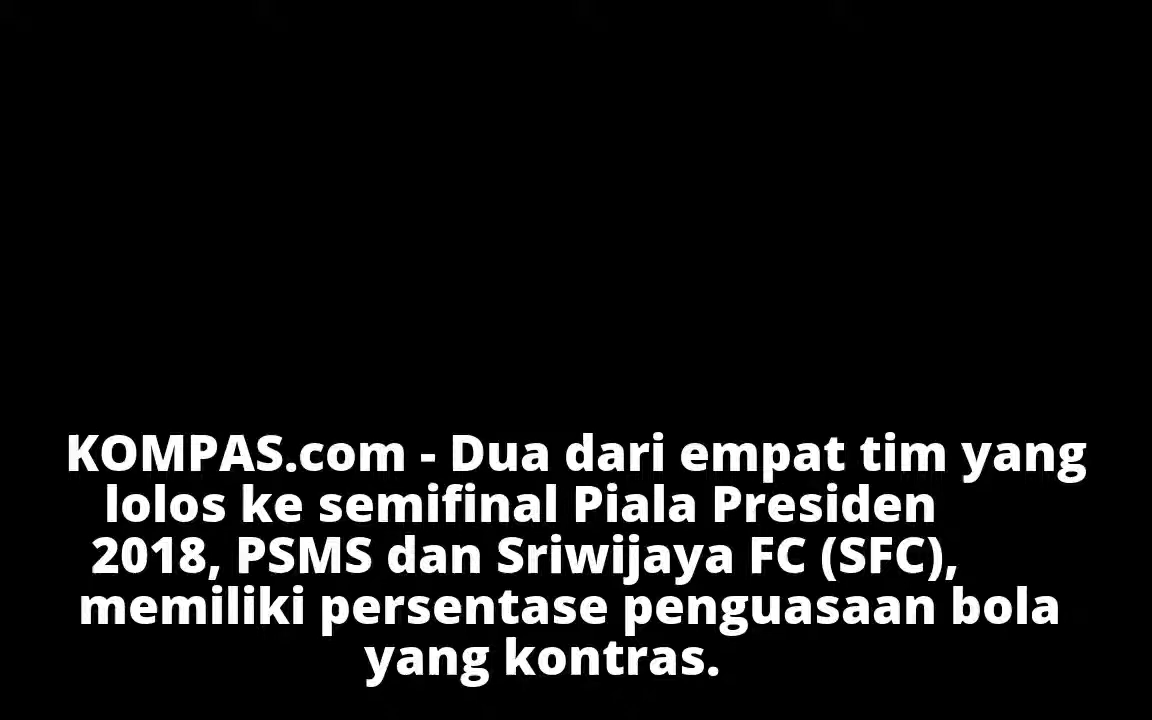 KOMPAS.com - Dua dari empat tim yang
lolos ke semifinal Piala Presiden
2018, PSMS dan Sriwijaya FC (SFC),
memiliki persentase penguasaan bola
yang kontras.